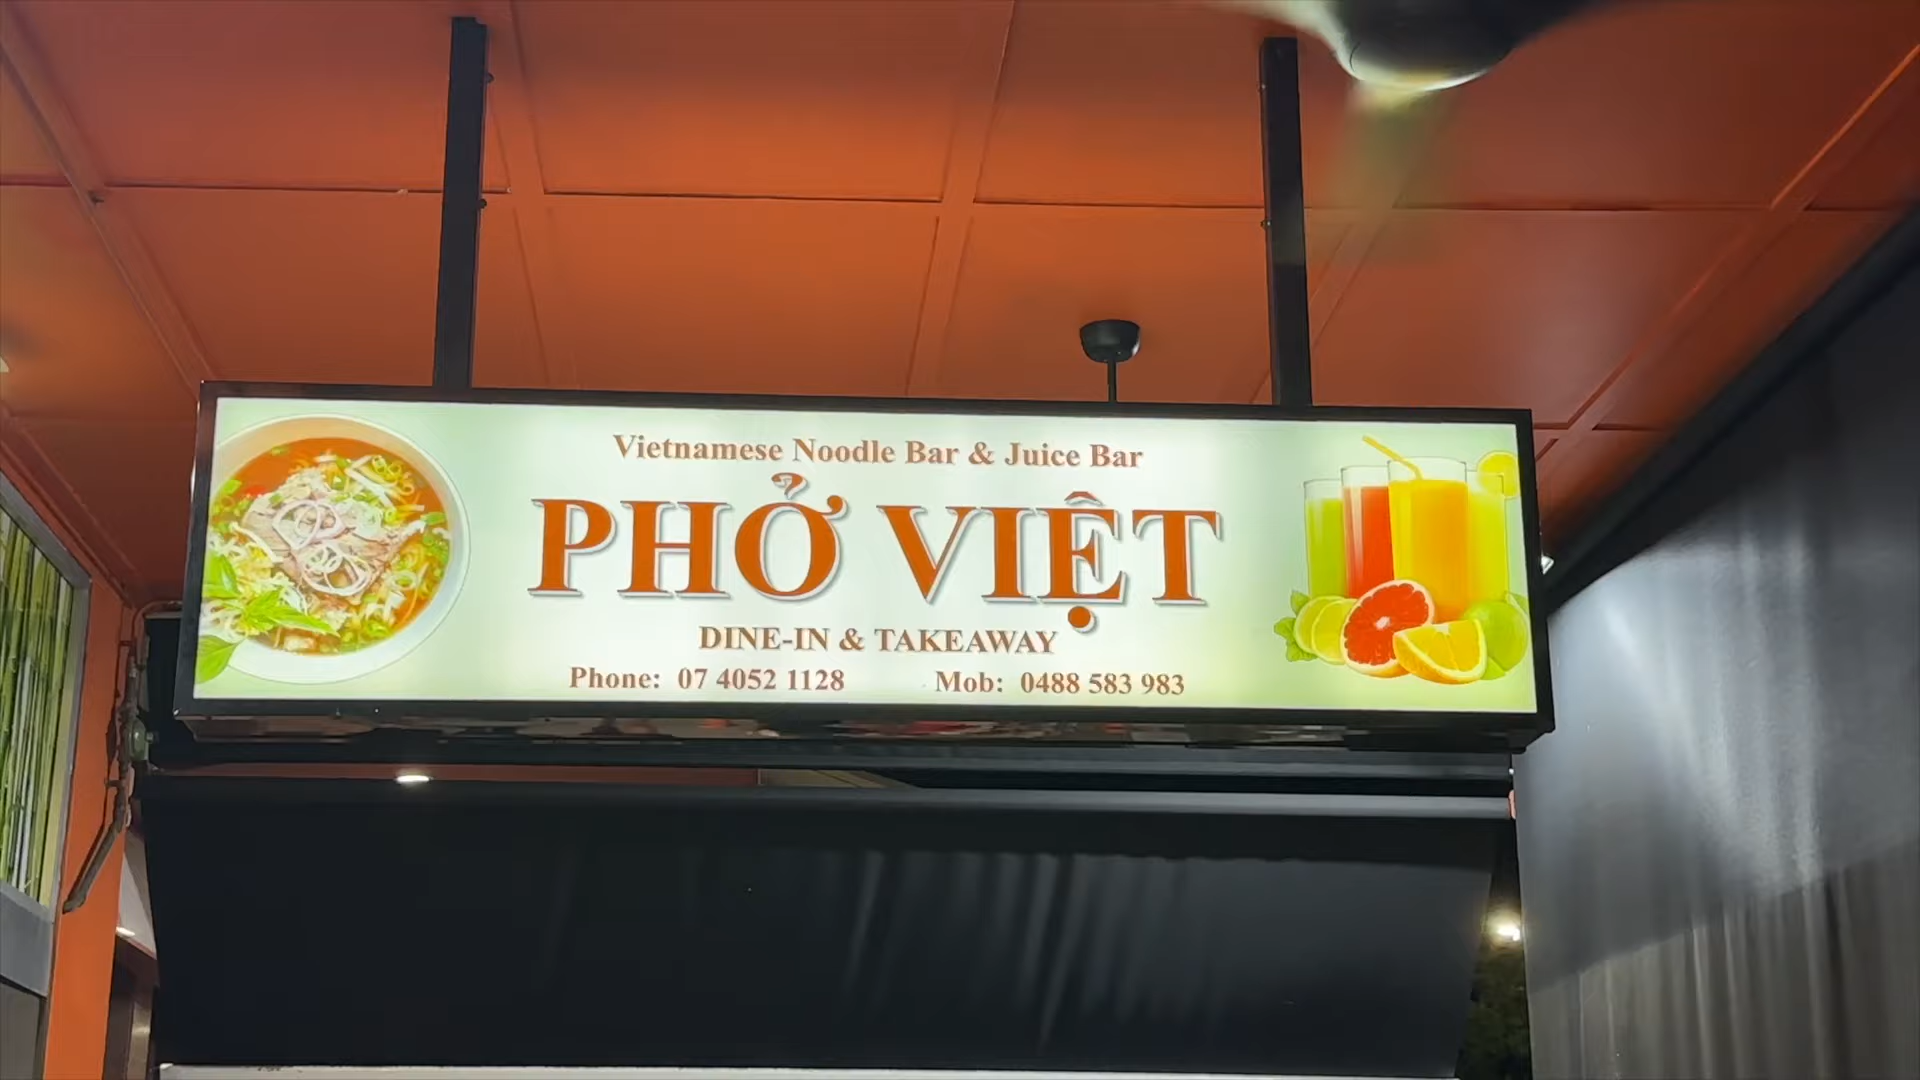 Vietnamese Noodle Bar & Juice Bar
PHỞ VIỆT
DINE-IN & TAKEAWAY
Phone: 07 4052 1128 Mob: 0488 583 983